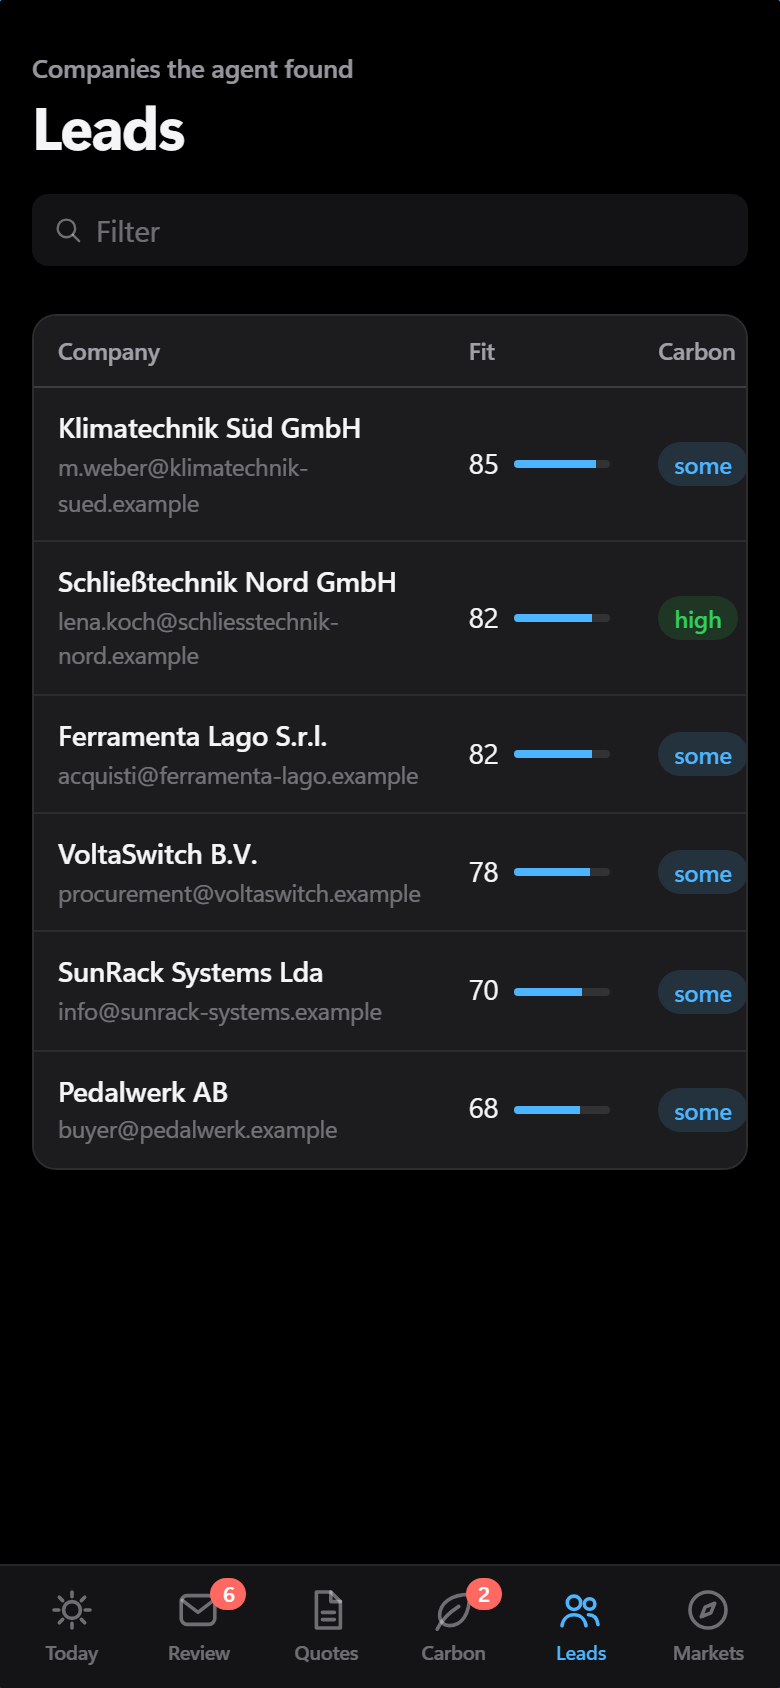 Companies the agent found
Leads
Filter
Company Fit Carbon
Klimatechnik Süd GmbH
m.weber@klimatechnik-
sued.example
85 some
Schließtechnik Nord GmbH
lena.koch@schliesstechnik-
nord.example
82 high
Ferramenta Lago S.r.l.
acquisti@ferramenta-lago.example
82 some
VoltaSwitch B.V.
procurement@voltaswitch.example
78 some
SunRack Systems Lda
info@sunrack-systems.example
70 some
Pedalwerk AB
buyer@pedalwerk.example
68 some
6 2
Today Review Quotes Carbon Leads Markets